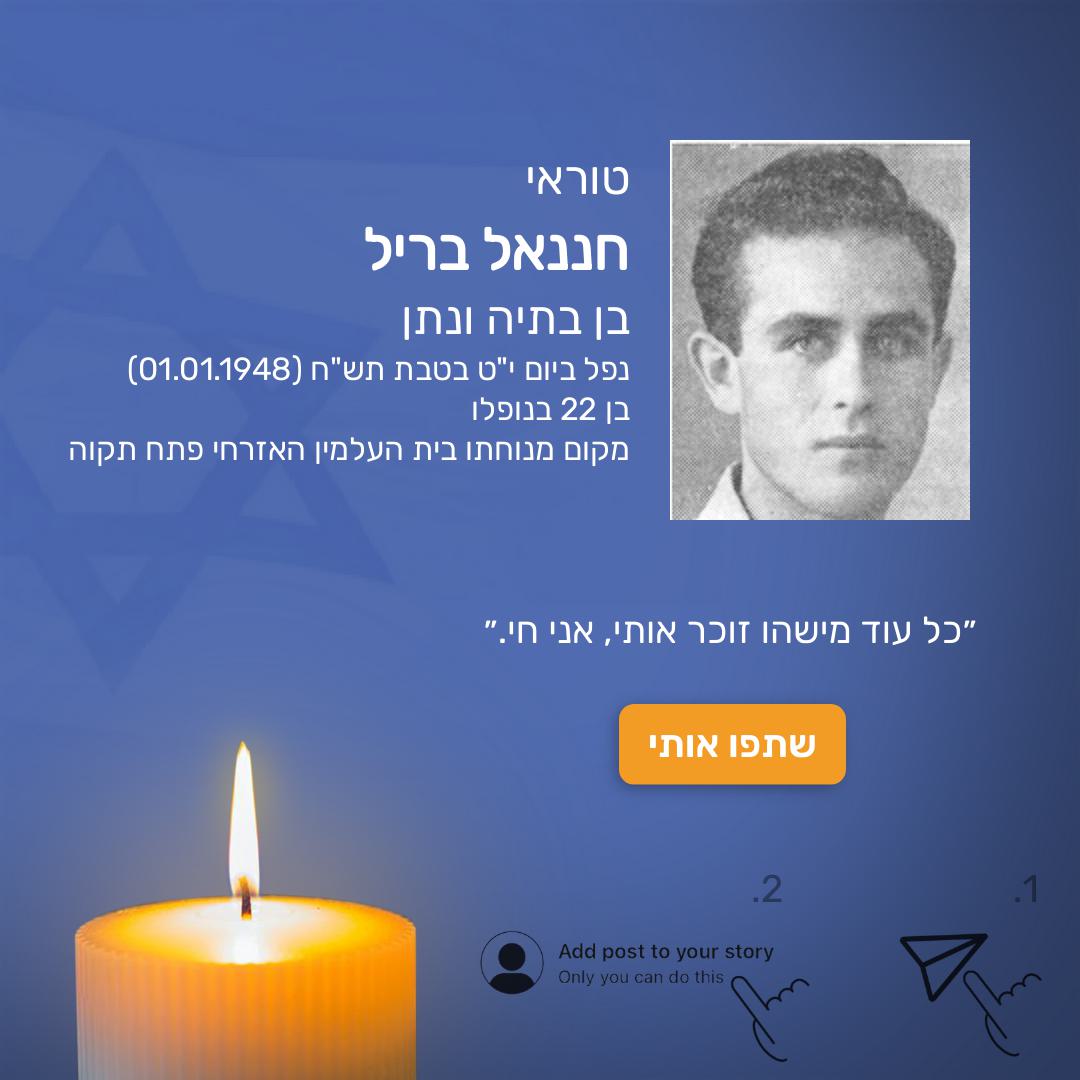 טוראי
חננאל בריל
בן בתיה ונתן
נפל ביום י"ט בטבת תש"ח (01.01.1948)
בן 22 בנופלו
מקום מנוחתו בית העלמין האזרחי פתח תקוה
״כל עוד מישהו זוכר אותי, אני חי.״
שתפו אותי
1.
2.
Add post to your story
Only you can do this